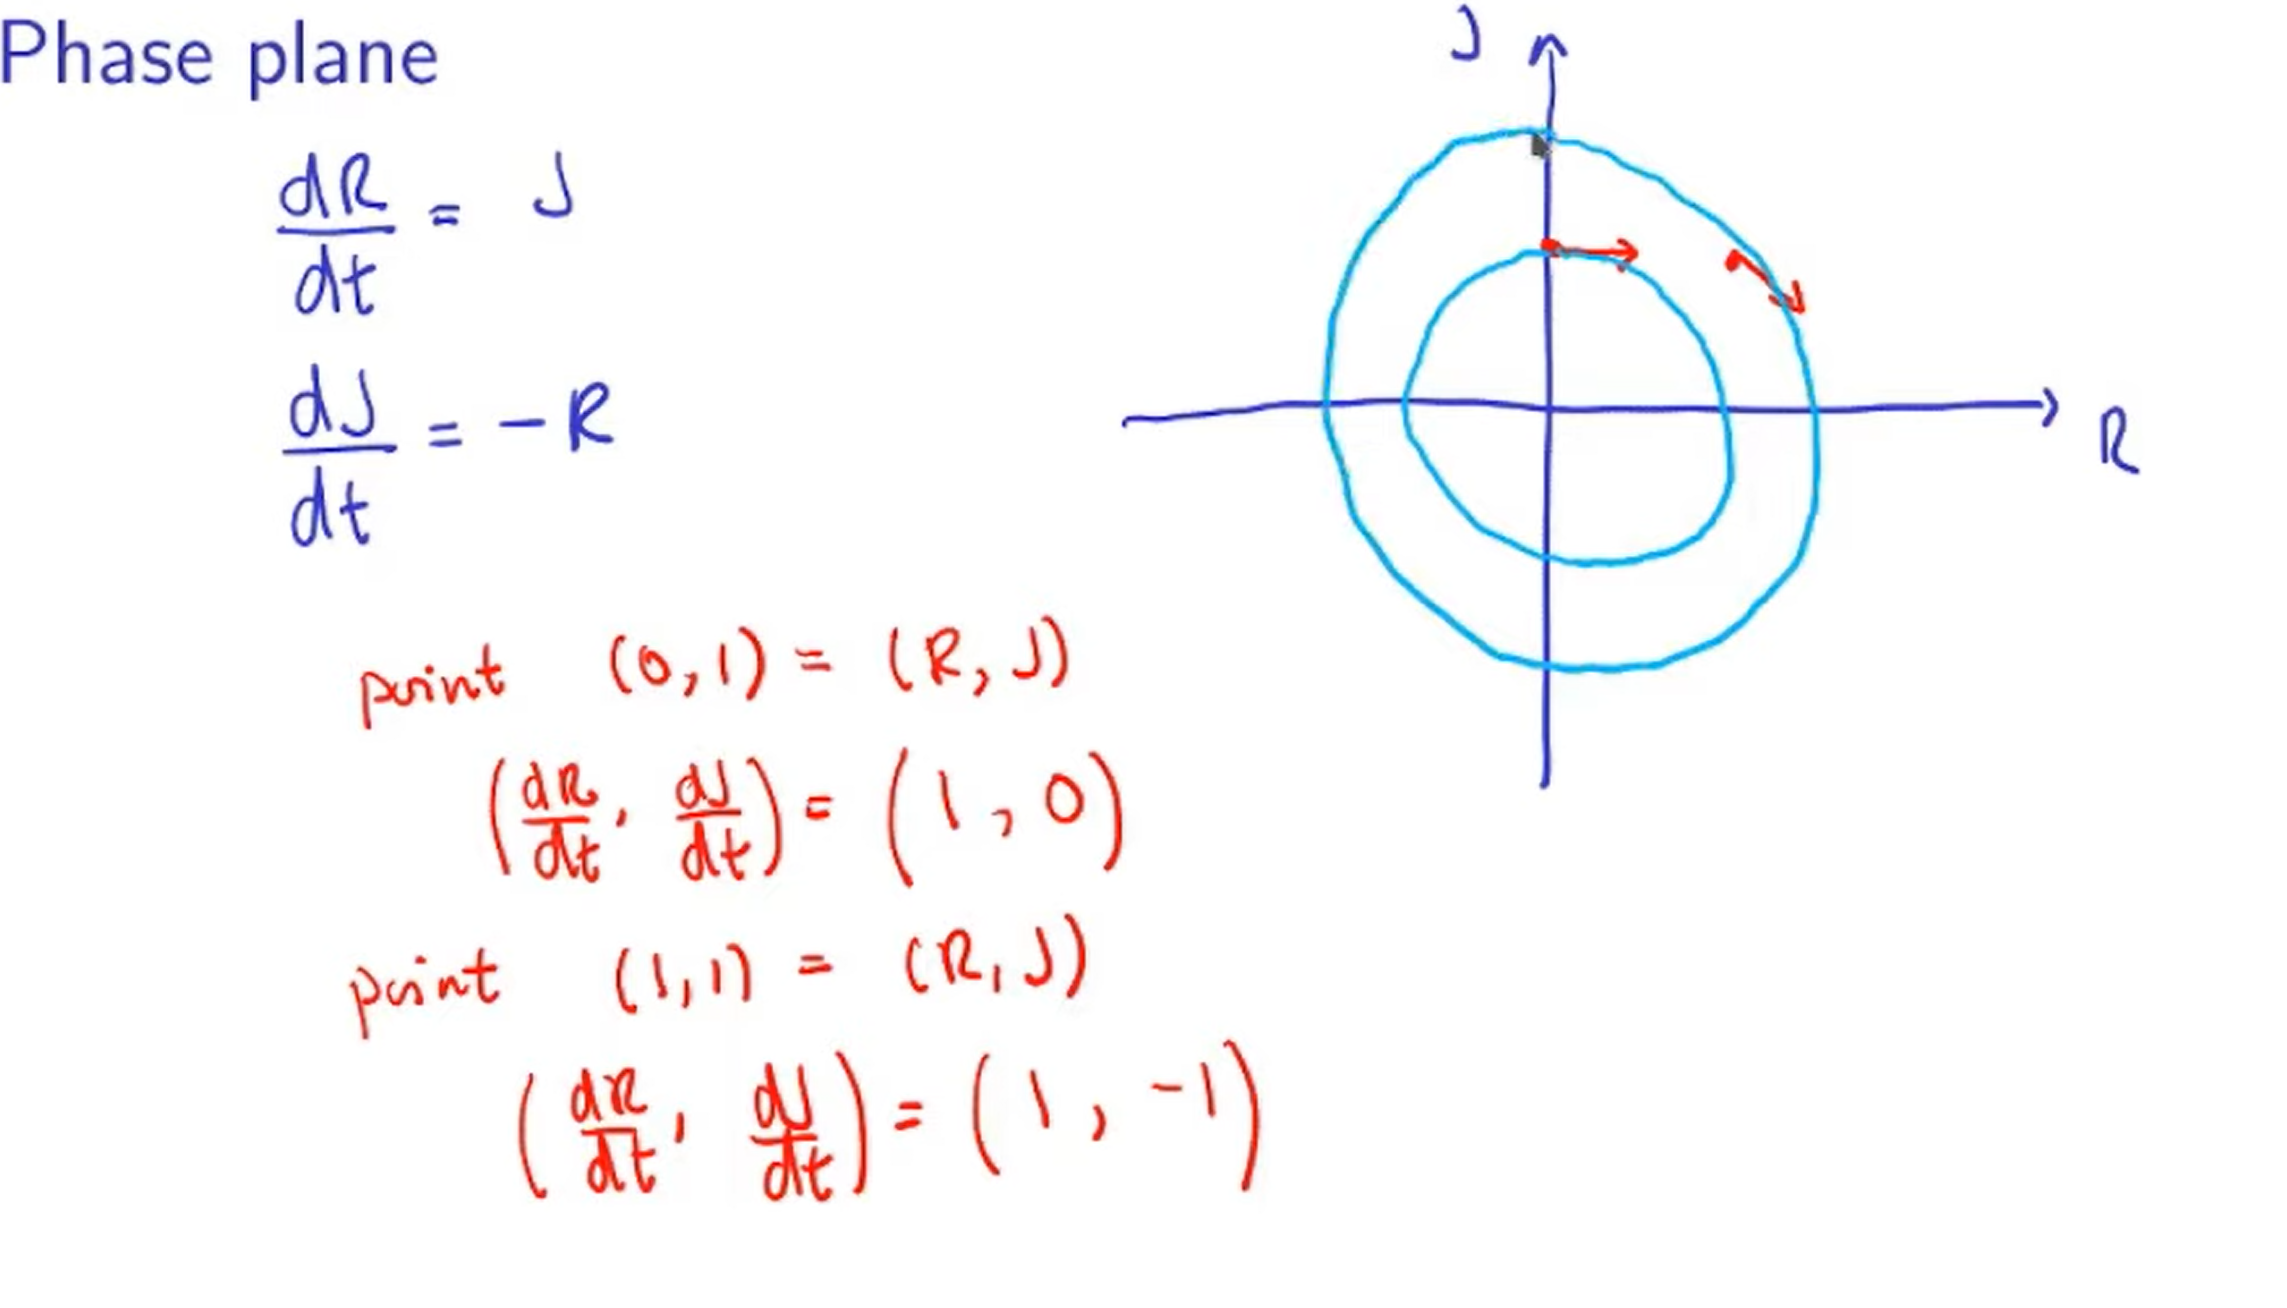 Phase plane
dR/dt = J
dJ/dt = -R
point (0,1) = (R, J)
(dR/dt, dJ/dt) = (1, 0)
point (1,1) = (R, J)
(dR/dt, dJ/dt) = (1, -1)
J
R